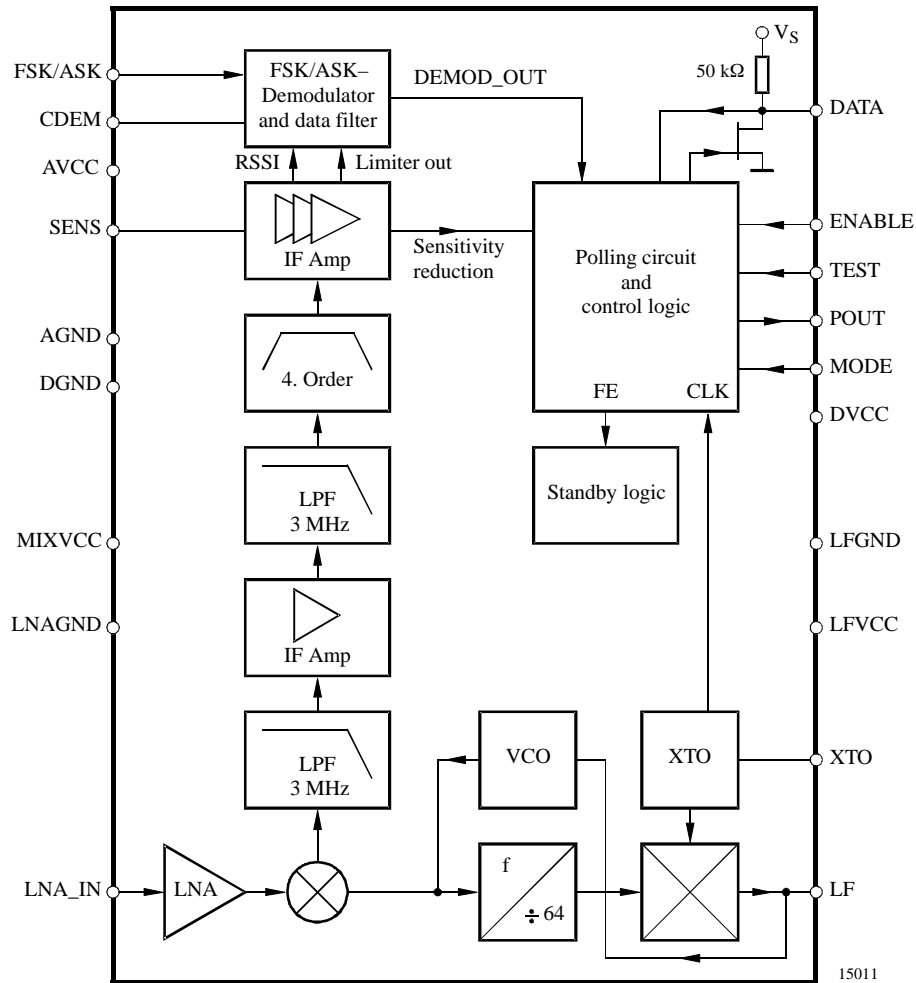 V_S
50 kΩ
FSK/ASK
FSK/ASK–
Demodulator
and data filter
DEMOD_OUT
CDEM
DATA
AVCC
RSSI
Limiter out
SENS
IF Amp
Sensitivity
reduction
Polling circuit
and
control logic
ENABLE
TEST
POUT
MODE
AGND
DGND
4. Order
FE
CLK
DVCC
LPF
3 MHz
Standby logic
MIXVCC
LFGND
LNAGND
IF Amp
LFVCC
LPF
3 MHz
VCO
XTO
XTO
LNA_IN
LNA
f
÷ 64
LF
15011